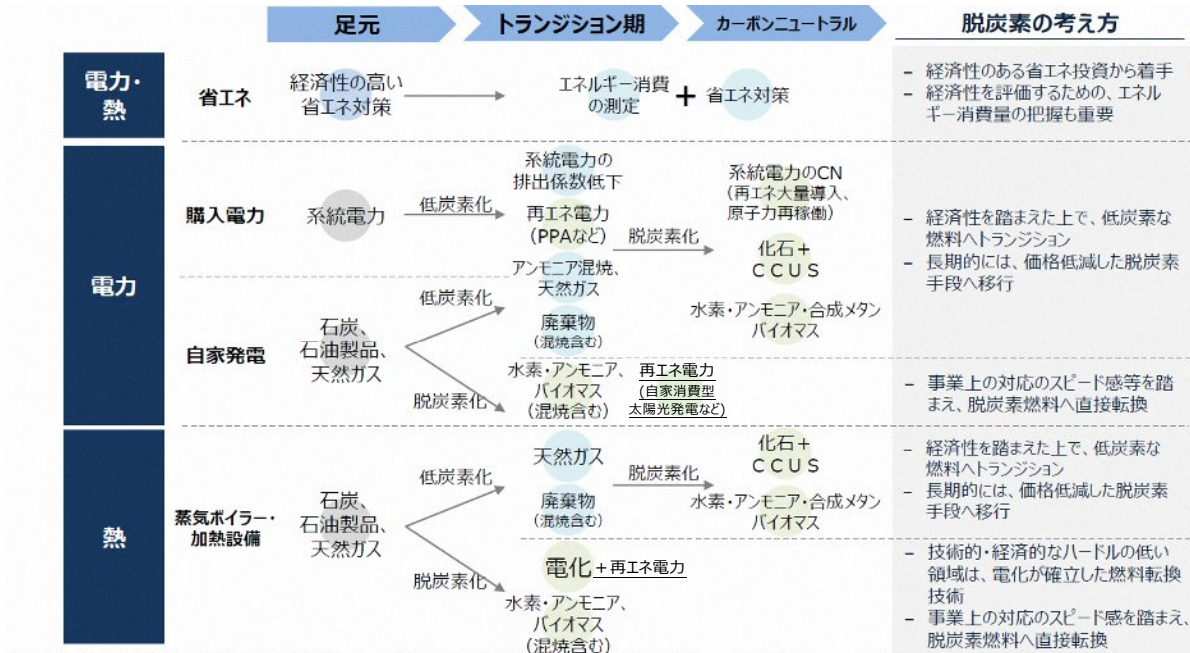 足元
トランジション期
カーボンニュートラル
脱炭素の考え方
電力・
熱
省エネ
経済性の高い
省エネ対策
エネルギー消費
の測定
+
省エネ対策
− 経済性のある省エネ投資から着手
− 経済性を評価するための、エネル
ギー消費量の把握も重要
電力
購入電力
系統電力
低炭素化
系統電力の
排出係数低下
再エネ電力
(PPAなど)
脱炭素化
系統電力のCN
(再エネ大量導入、
原子力再稼働)
化石+
CCUS
水素・アンモニア・合成メタン
バイオマス
− 経済性を踏まえた上で、低炭素な
燃料へトランジション
− 長期的には、価格低減した脱炭素
手段へ移行
自家発電
石炭、
石油製品、
天然ガス
低炭素化
アンモニア混焼、
天然ガス
廃棄物
(混焼含む)
脱炭素化
水素・アンモニア、
バイオマス
(混焼含む)
再エネ電力
(自家消費型
太陽光発電など)
− 事業上の対応のスピード感等を踏
まえ、脱炭素燃料へ直接転換
熱
蒸気ボイラー・
加熱設備
石炭、
石油製品、
天然ガス
低炭素化
天然ガス
廃棄物
(混焼含む)
脱炭素化
化石+
CCUS
水素・アンモニア・合成メタン
バイオマス
− 経済性を踏まえた上で、低炭素な
燃料へトランジション
− 長期的には、価格低減した脱炭素
手段へ移行
脱炭素化
電化+再エネ電力
水素・アンモニア、
バイオマス
(混焼含む)
− 技術的・経済的なハードルの低い
領域は、電化が確立した燃料転換
技術
− 事業上の対応のスピード感を踏まえ、
脱炭素燃料へ直接転換